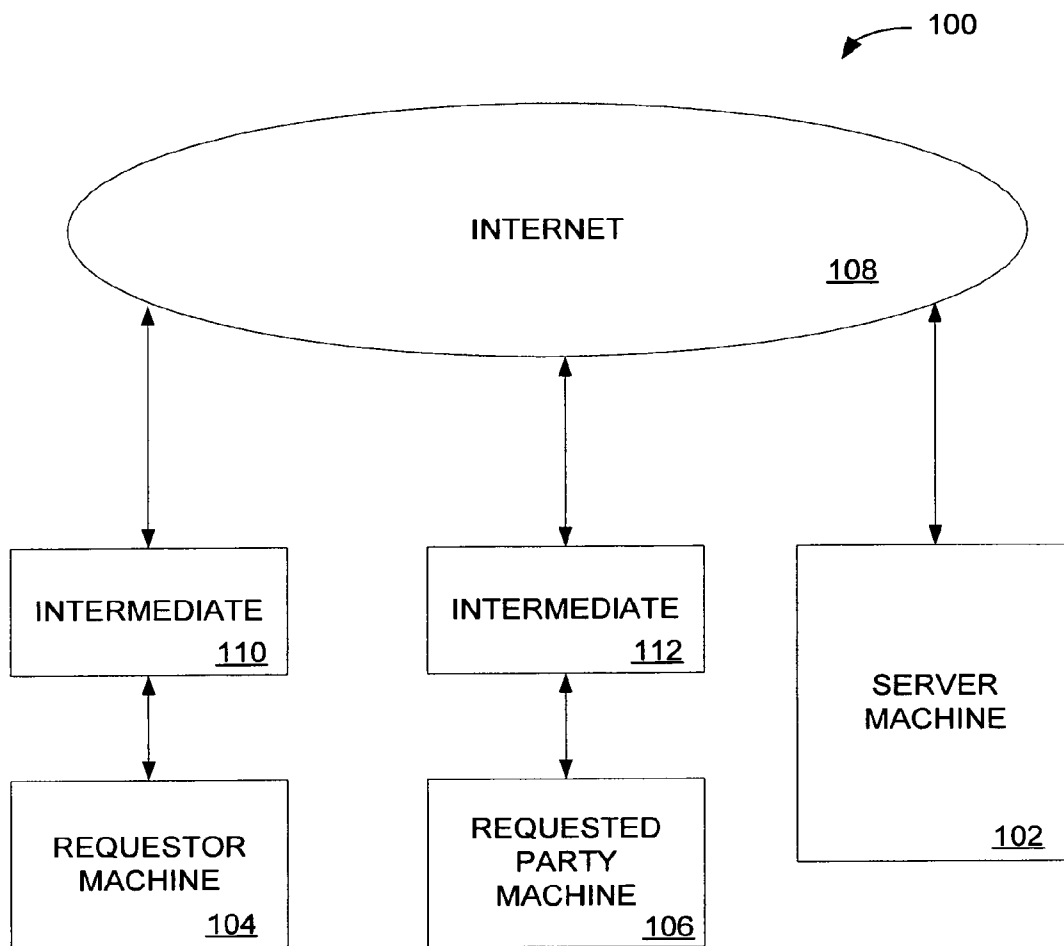 100
INTERNET
108
INTERMEDIATE
110
INTERMEDIATE
112
SERVER
MACHINE
102
REQUESTOR
MACHINE
104
REQUESTED
PARTY
MACHINE
106